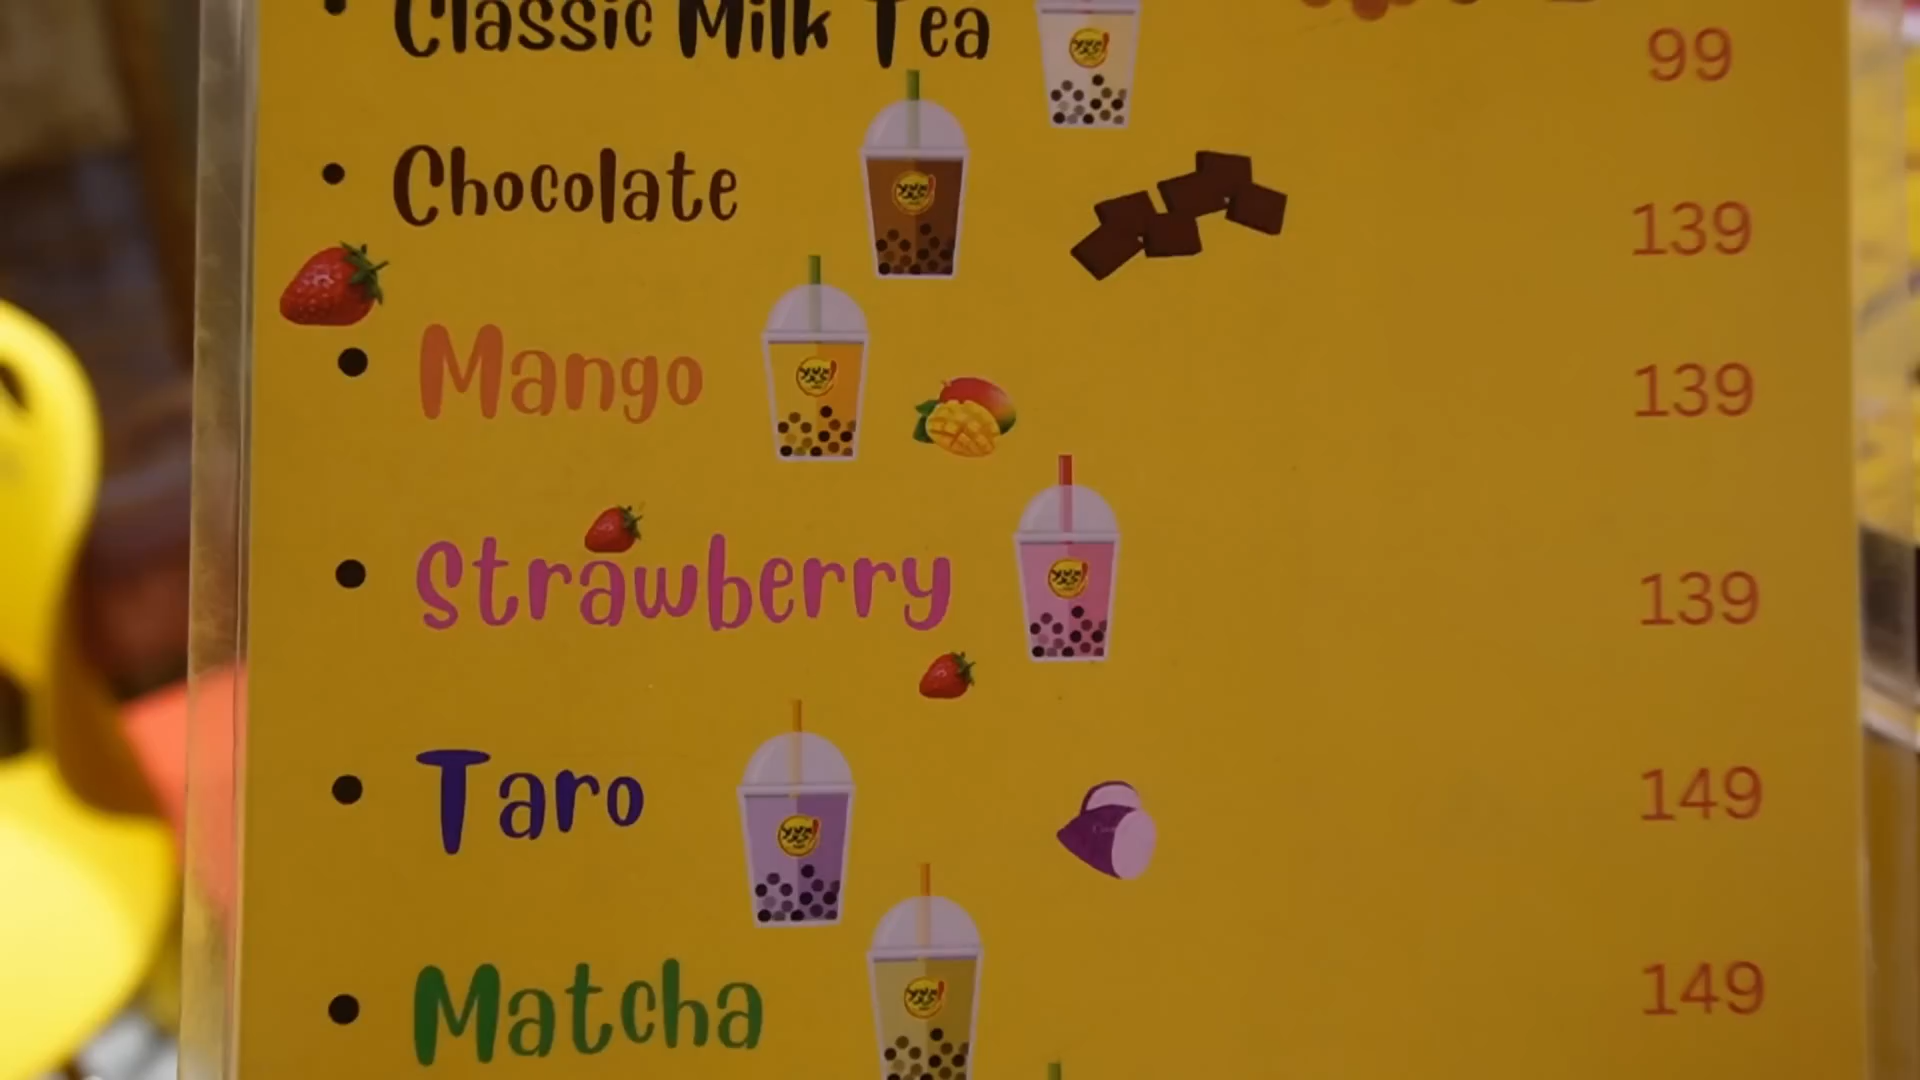 Classic Milk Tea 99
Chocolate 139
Mango 139
Strawberry 139
Taro 149
Matcha 149